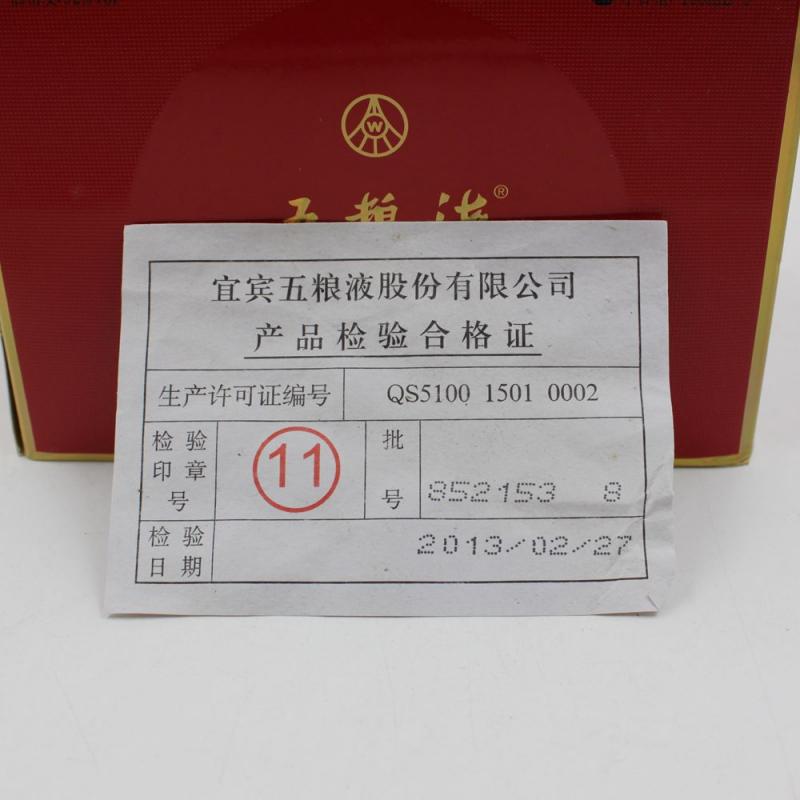 W
五粮液®
宜宾五粮液股份有限公司
产品检验合格证
生产许可证编号 QS5100 1501 0002
检验印章号 11 批号 852153 8
检验日期 2013/02/27